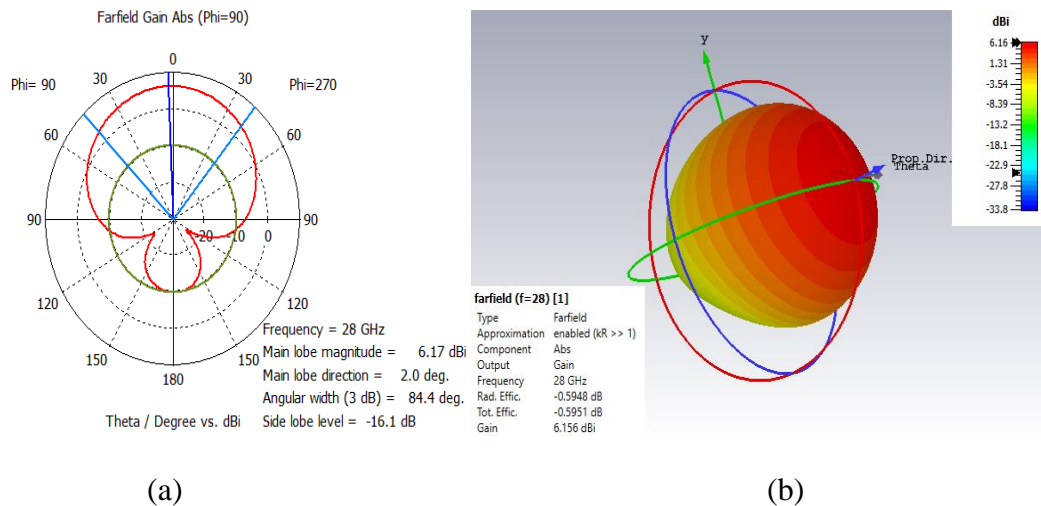 Farfield Gain Abs (Phi=90)
0
30
30
Phi= 90
Phi=270
60
60
90
90
-20
-10
0
120
120
150
150
180
Frequency = 28 GHz
Main lobe magnitude = 6.17 dBi
Main lobe direction = 2.0 deg.
Angular width (3 dB) = 84.4 deg.
Side lobe level = -16.1 dB
Theta / Degree vs. dBi
(a)
y
Prop.Dir.
Theta
dBi
6.16
-1.31
-3.54
-8.39
-13.2
-18.1
-22.9
-27.8
-33.8
farfield (f=28) [1]
Type Farfield
Approximation enabled (kR >> 1)
Component Abs
Output Gain
Frequency 28 GHz
Rad. Effic. -0.5948 dB
Tot. Effic. -0.5951 dB
Gain 6.156 dBi
(b)